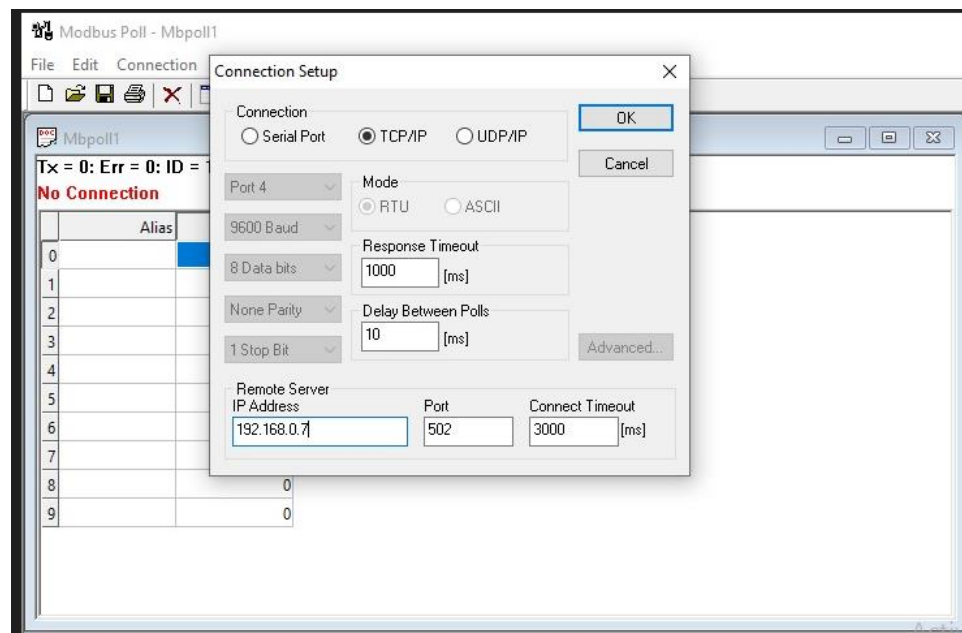 Modbus Poll - Mbpoll1
File Edit Connection
Connection Setup
Connection
Serial Port TCP/IP UDP/IP
OK
Cancel
Mbpoll1
Tx = 0: Err = 0: ID =
No Connection
Port 4
Mode
RTU ASCII
9600 Baud
Alias
Response Timeout
1000 [ms]
8 Data bits
None Parity
Delay Between Polls
10 [ms]
1 Stop Bit
Advanced...
Remote Server
IP Address Port Connect Timeout
192.168.0.7 502 3000 [ms]
0
1
2
3
4
5
6
7
8 0
9 0